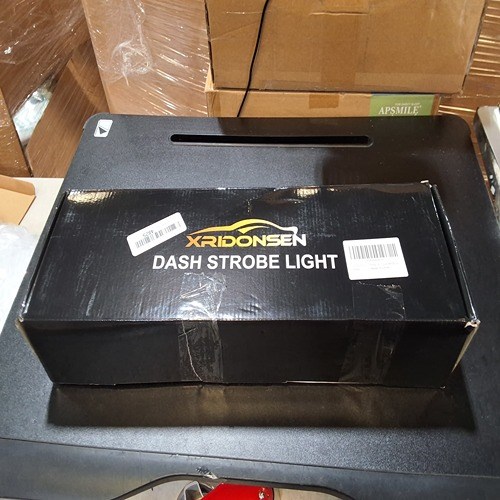 APSMILE
XRIDONSEN
DASH STROBE LIGHT